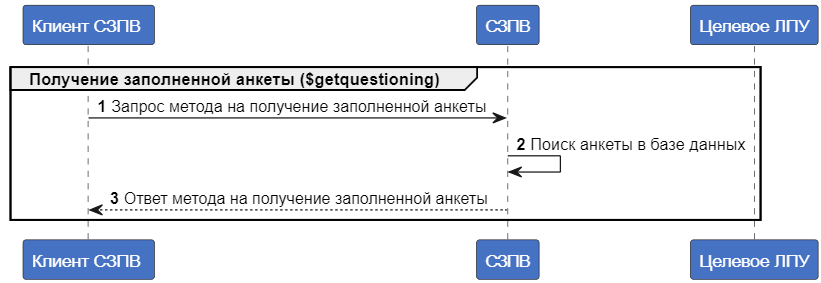 Клиент СЗПВ
СЗПВ
Целевое ЛПУ
Получение заполненной анкеты ($getquestioning)
1 Запрос метода на получение заполненной анкеты
2 Поиск анкеты в базе данных
3 Ответ метода на получение заполненной анкеты
Клиент СЗПВ
СЗПВ
Целевое ЛПУ